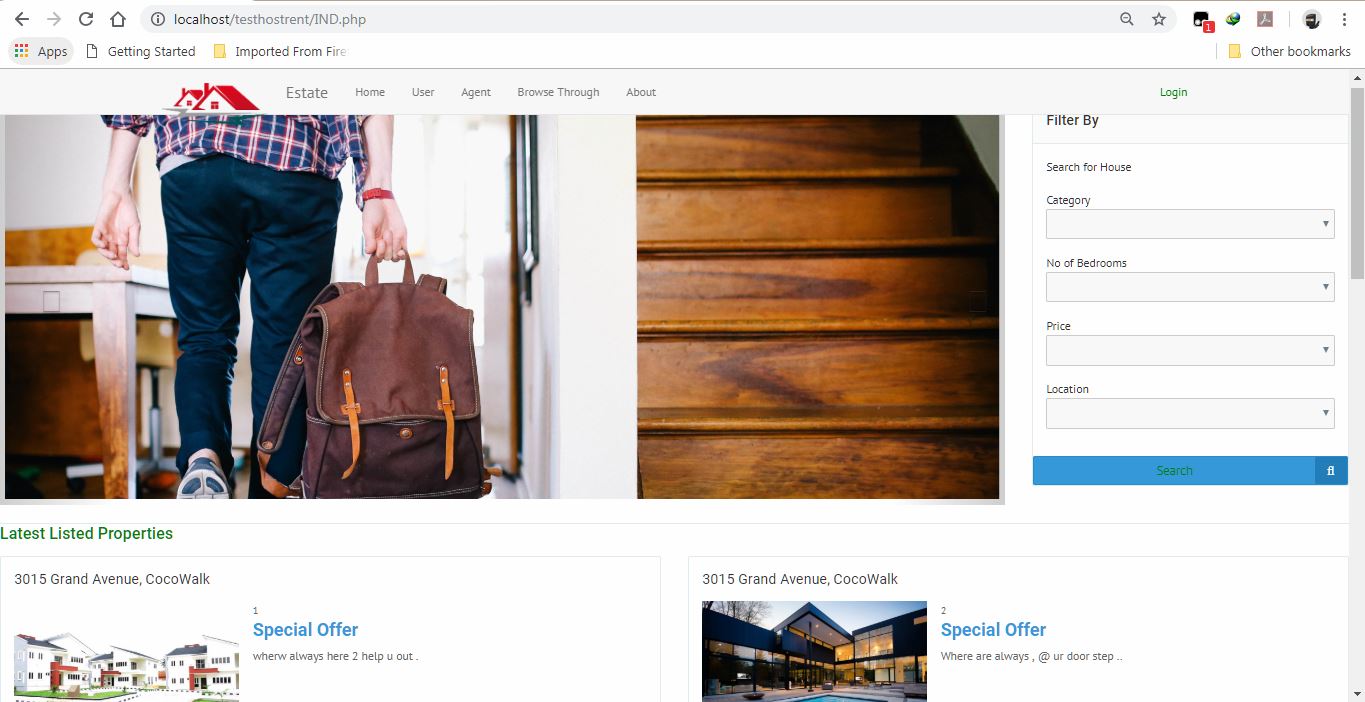 localhost/testhostrent/IND.php
1
Apps
Getting Started
Imported From Fire
Other bookmarks
Estate
Home
User
Agent
Browse Through
About
Login
Filter By
Search for House
Category
No of Bedrooms
Price
Location
Search
Latest Listed Properties
3015 Grand Avenue, CocoWalk
1
Special Offer
wherw always here 2 help u out .
3015 Grand Avenue, CocoWalk
2
Special Offer
Where are always , @ ur door step ..